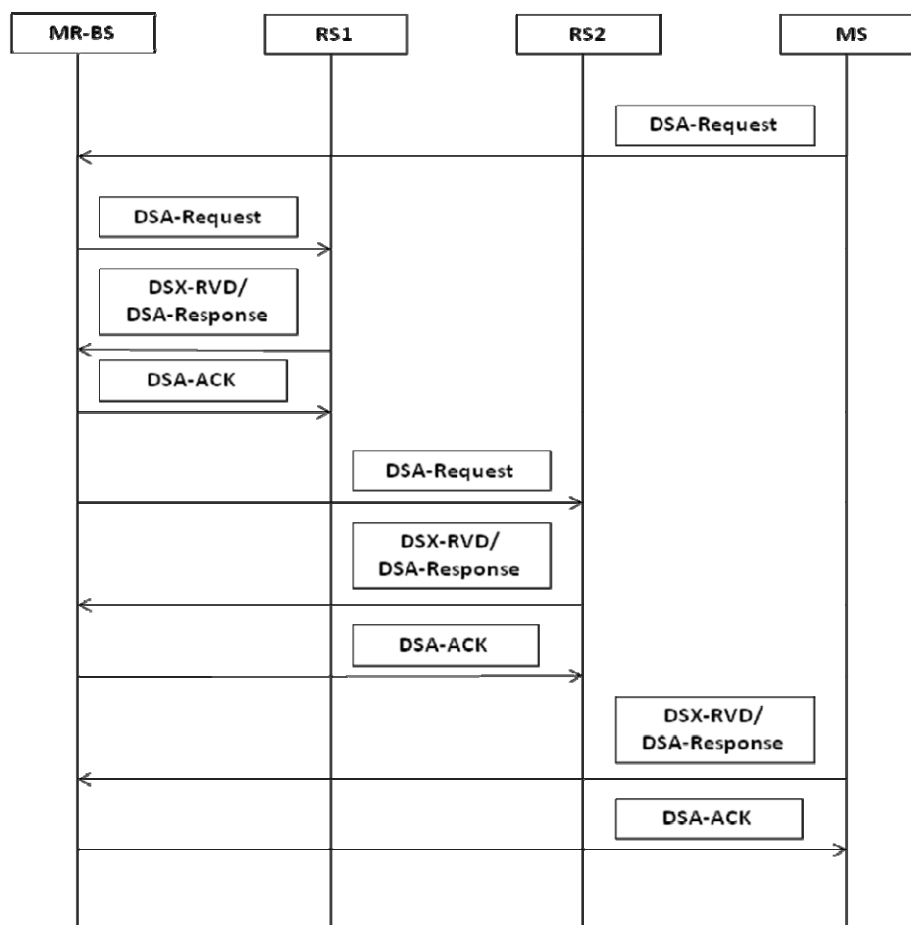 MR-BS
RS1
RS2
MS
DSA-Request
DSA-Request
DSX-RVD/
DSA-Response
DSA-ACK
DSA-Request
DSX-RVD/
DSA-Response
DSA-ACK
DSX-RVD/
DSA-Response
DSA-ACK